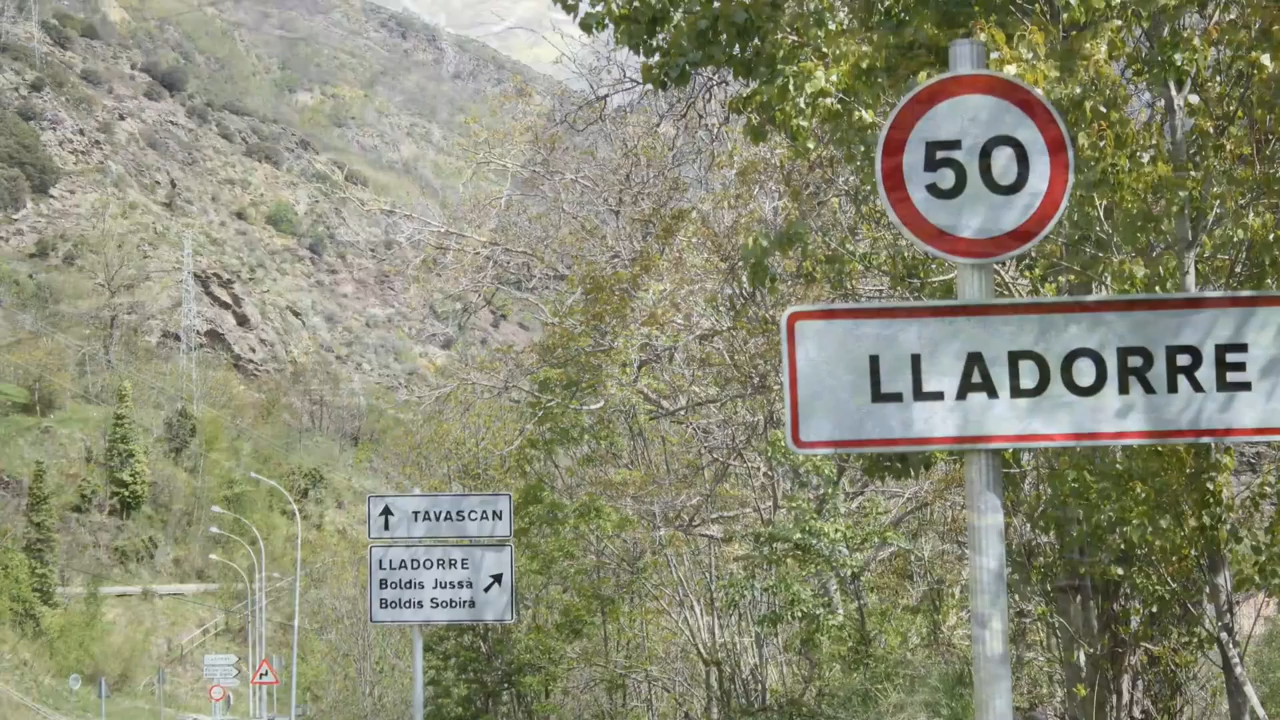 50
LLADORRE
TAVASCAN
LLADORRE
Boldis Jussà
Boldis Sobirà